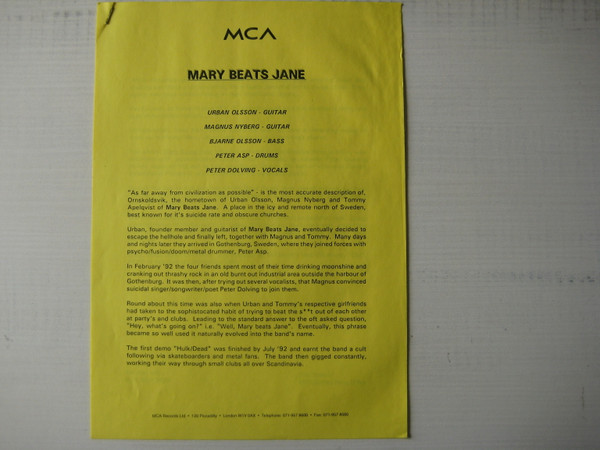 MCA
MARY BEATS JANE
URBAN OLSSON - GUITAR
MAGNUS NYBERG - GUITAR
BJARNE OLSSON - BASS
PETER ASP - DRUMS
PETER DOLVING - VOCALS
"As far away from civilization as possible" - is the most accurate description of,
Ornskoldsvik, the hometown of Urban Olsson, Magnus Nyberg and Tommy
Apelqvist of Mary Beats Jane. A place in the icy and remote north of Sweden,
best known for it's suicide rate and obscure churches.
Urban, founder member and guitarist of Mary Beats Jane, eventually decided to
escape the hellhole and finally left, together with Magnus and Tommy. Many days
and nights later they arrived in Gothenburg, Sweden, where they joined forces with
psycho/fusion/doom/metal drummer, Peter Asp.
In February '92 the four friends spent most of their time drinking moonshine and
cranking out thrashy rock in an old burnt out industrial area outside the harbour of
Gothenburg. It was then, after trying out several vocalists, that Magnus convinced
suicidal singer/songwriter/poet Peter Dolving to join them.
Round about this time was also when Urban and Tommy's respective girlfriends
had taken to the sophistocated habit of trying to beat the s**t out of each other
at party's and clubs. Leading to the standard answer to the oft asked question,
"Hey, what's going on?" i.e. "Well, Mary beats Jane". Eventually, this phrase
became so well used it naturally evolved into the band's name.
The first demo "Hulk/Dead" was finished by July '92 and earnt the band a cult
following via skateboarders and metal fans. The band then gigged constantly,
working their way through small clubs all over Scandinavia.
MCA Records Ltd. • Piccadilly • London • Telephone: • Fax: